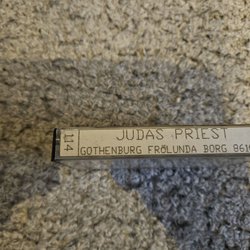 JUDAS PRIEST
GOTHENBURG FRÖLUNDA BORG
114